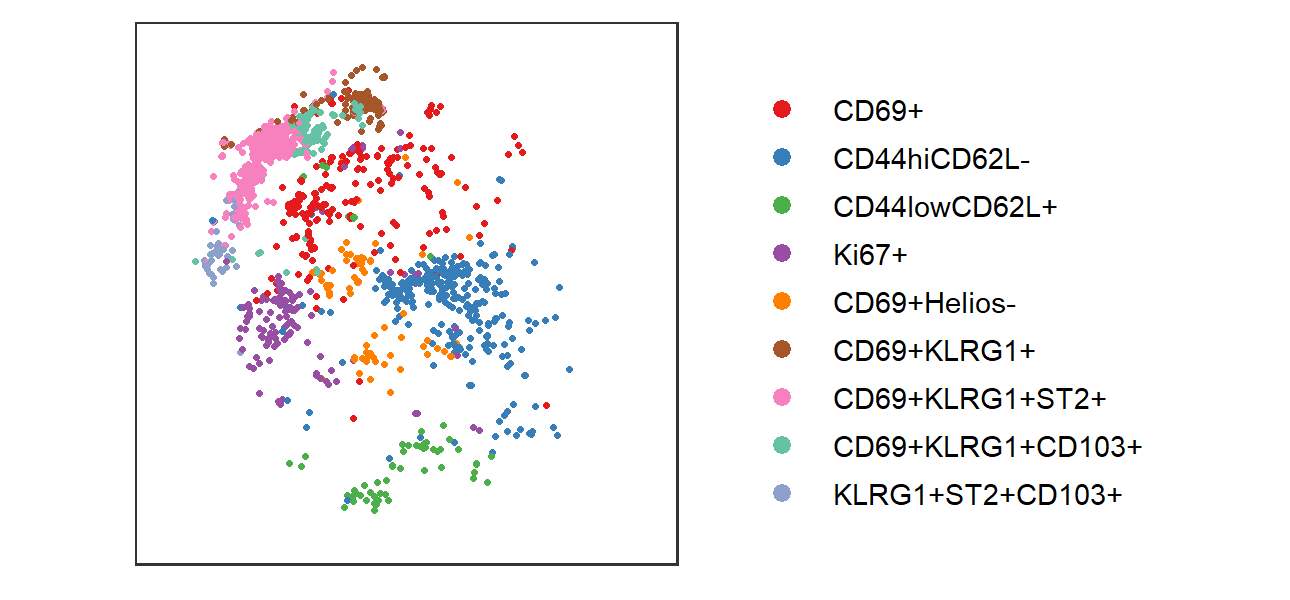 CD69+
CD44hiCD62L-
CD44lowCD62L+
Ki67+
CD69+Helios-
CD69+KLRG1+
CD69+KLRG1+ST2+
CD69+KLRG1+CD103+
KLRG1+ST2+CD103+